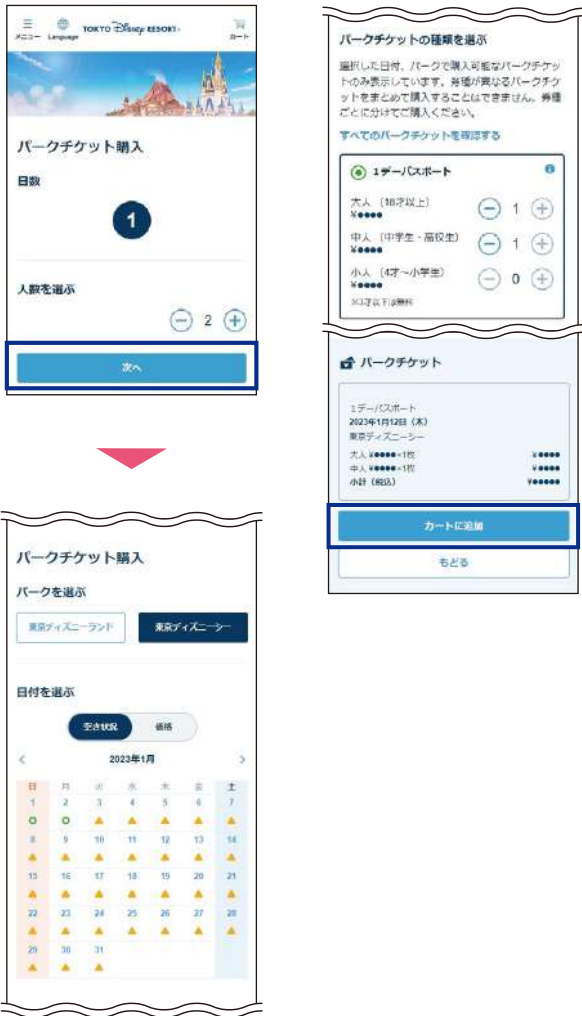 メニュー Language TOKYO Disney RESORT カート
パークチケット購入
日数
1
人数を選ぶ
2
次へ
パークチケット購入
パークを選ぶ
東京ディズニーランド 東京ディズニーシー
日付を選ぶ
空き状況 価格
2023年1月
日 月 火 水 木 金 土
1 2 3 4 5 6 7
8 9 10 11 12 13 14
15 16 17 18 19 20 21
22 23 24 25 26 27 28
29 30 31
パークチケットの種類を選ぶ
選択した日付、パークで購入可能なパークチケッ
トのみ表示しています。券種が異なるパークチケ
ットをまとめて購入することはできません。券種
ごとに分けてご購入ください。
すべてのパークチケットを確認する
1デーパスポート
大人 (18才以上)
¥●●●●
1
中人 (中学生・高校生)
¥●●●●
1
小人 (4才～小学生)
¥●●●●
0
※3才以下は無料
パークチケット
1デーパスポート
2023年1月12日 (木)
東京ディズニーシー
大人 ¥●●●●×1枚 ¥●●●●
中人 ¥●●●●×1枚 ¥●●●●
小計 (税込) ¥●●●●●
カートに追加
もどる